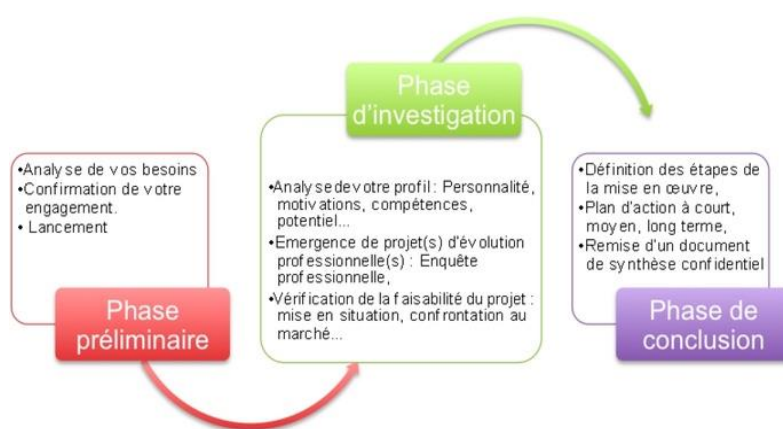 •Analyse de vos besoins
•Confirmation de votre
engagement.
• Lancement
Phase
préliminaire
Phase
d'investigation
•Analyse de votre profil : Personnalité,
motivations, compétences,
potentiel...
•Emergence de projet(s) d'évolution
professionnelle(s) : Enquête
professionnelle,
•Vérification de la faisabilité du projet :
mise en situation, confrontation au
marché...
•Définition des étapes de
la mise en œuvre,
•Plan d'action à court,
moyen, long terme,
•Remise d'un document
de synthèse confidentiel
Phase de
conclusion